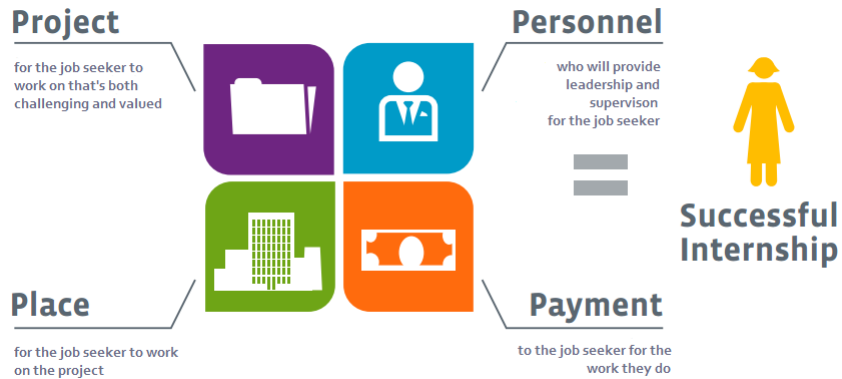 Project
for the job seeker to
work on that's both
challenging and valued
Personnel
who will provide
leadership and
supervison
for the job seeker
Successful
Internship
Place
for the job seeker to work
on the project
Payment
to the job seeker for the
work they do